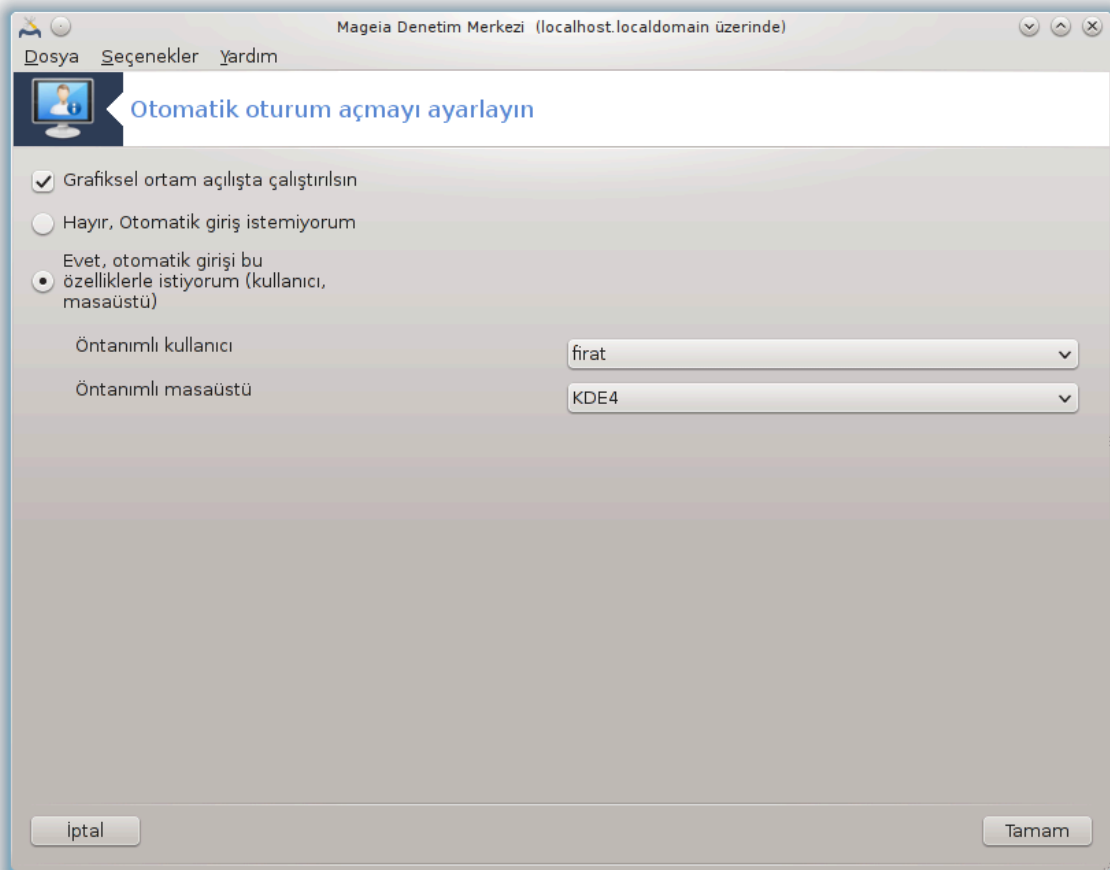 Mageia Denetim Merkezi (localhost.localdomain üzerinde)
Dosya Seçenekler Yardım
Otomatik oturum açmayı ayarlayın
Grafiksel ortam açılışta çalıştırılsın
Hayır, Otomatik giriş istemiyorum
Evet, otomatik girişi bu
özelliklerle istiyorum (kullanıcı,
masaüstü)
Öntanımlı kullanıcı
firat
Öntanımlı masaüstü
KDE4
İptal
Tamam